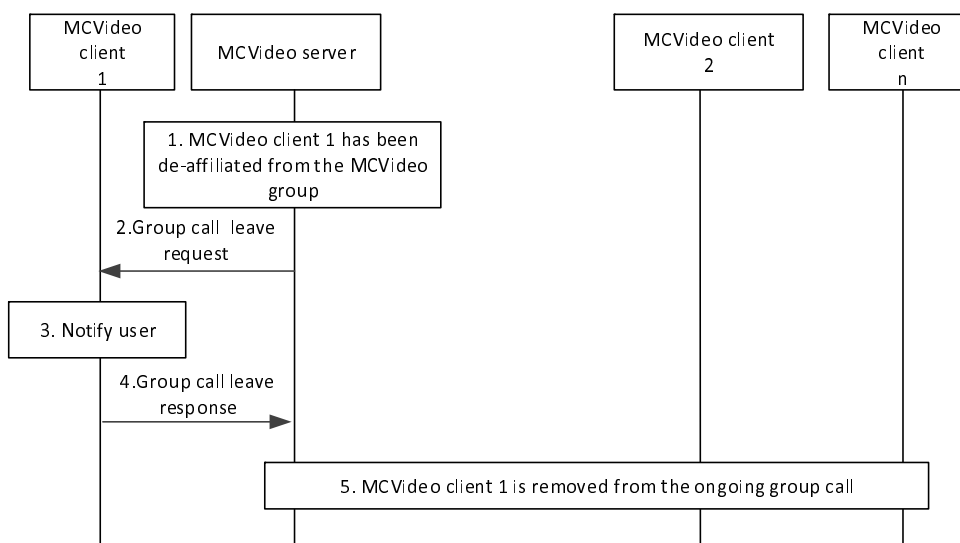 MCVideo
client
1
MCVideo server
MCVideo client
2
MCVideo
client
n
1. MCVideo client 1 has been
de-affiliated from the MCVideo
group
2.Group call leave
request
3. Notify user
4.Group call leave
response
5. MCVideo client 1 is removed from the ongoing group call